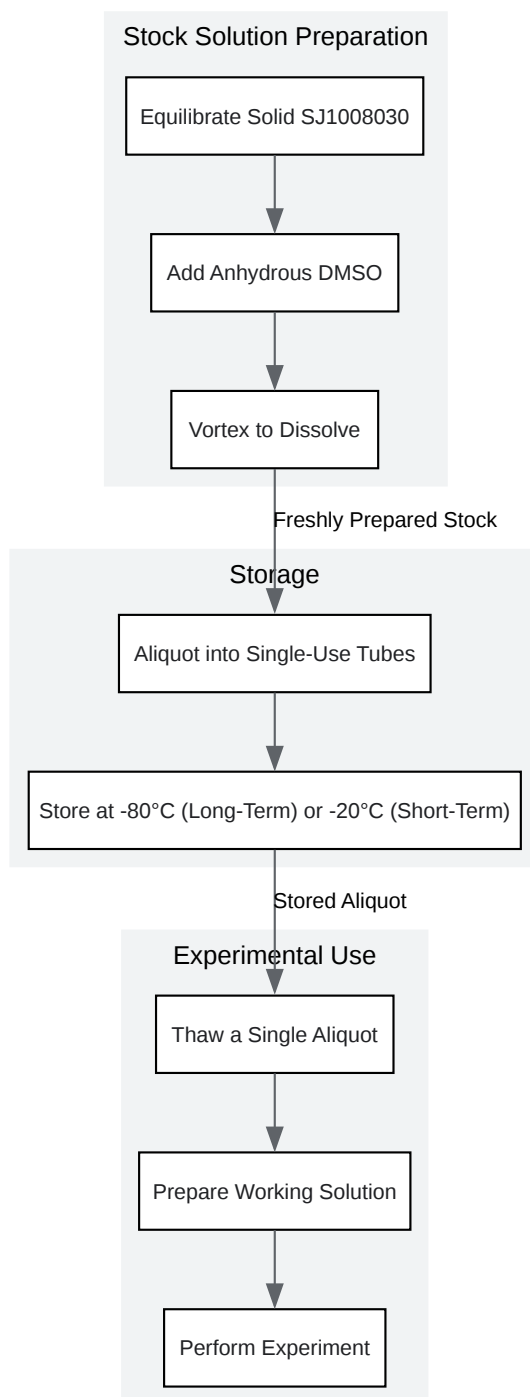 Stock Solution Preparation
Equilibrate Solid SJ1008030
Add Anhydrous DMSO
Vortex to Dissolve
Freshly Prepared Stock
Storage
Aliquot into Single-Use Tubes
Store at -80°C (Long-Term) or -20°C (Short-Term)
Stored Aliquot
Experimental Use
Thaw a Single Aliquot
Prepare Working Solution
Perform Experiment